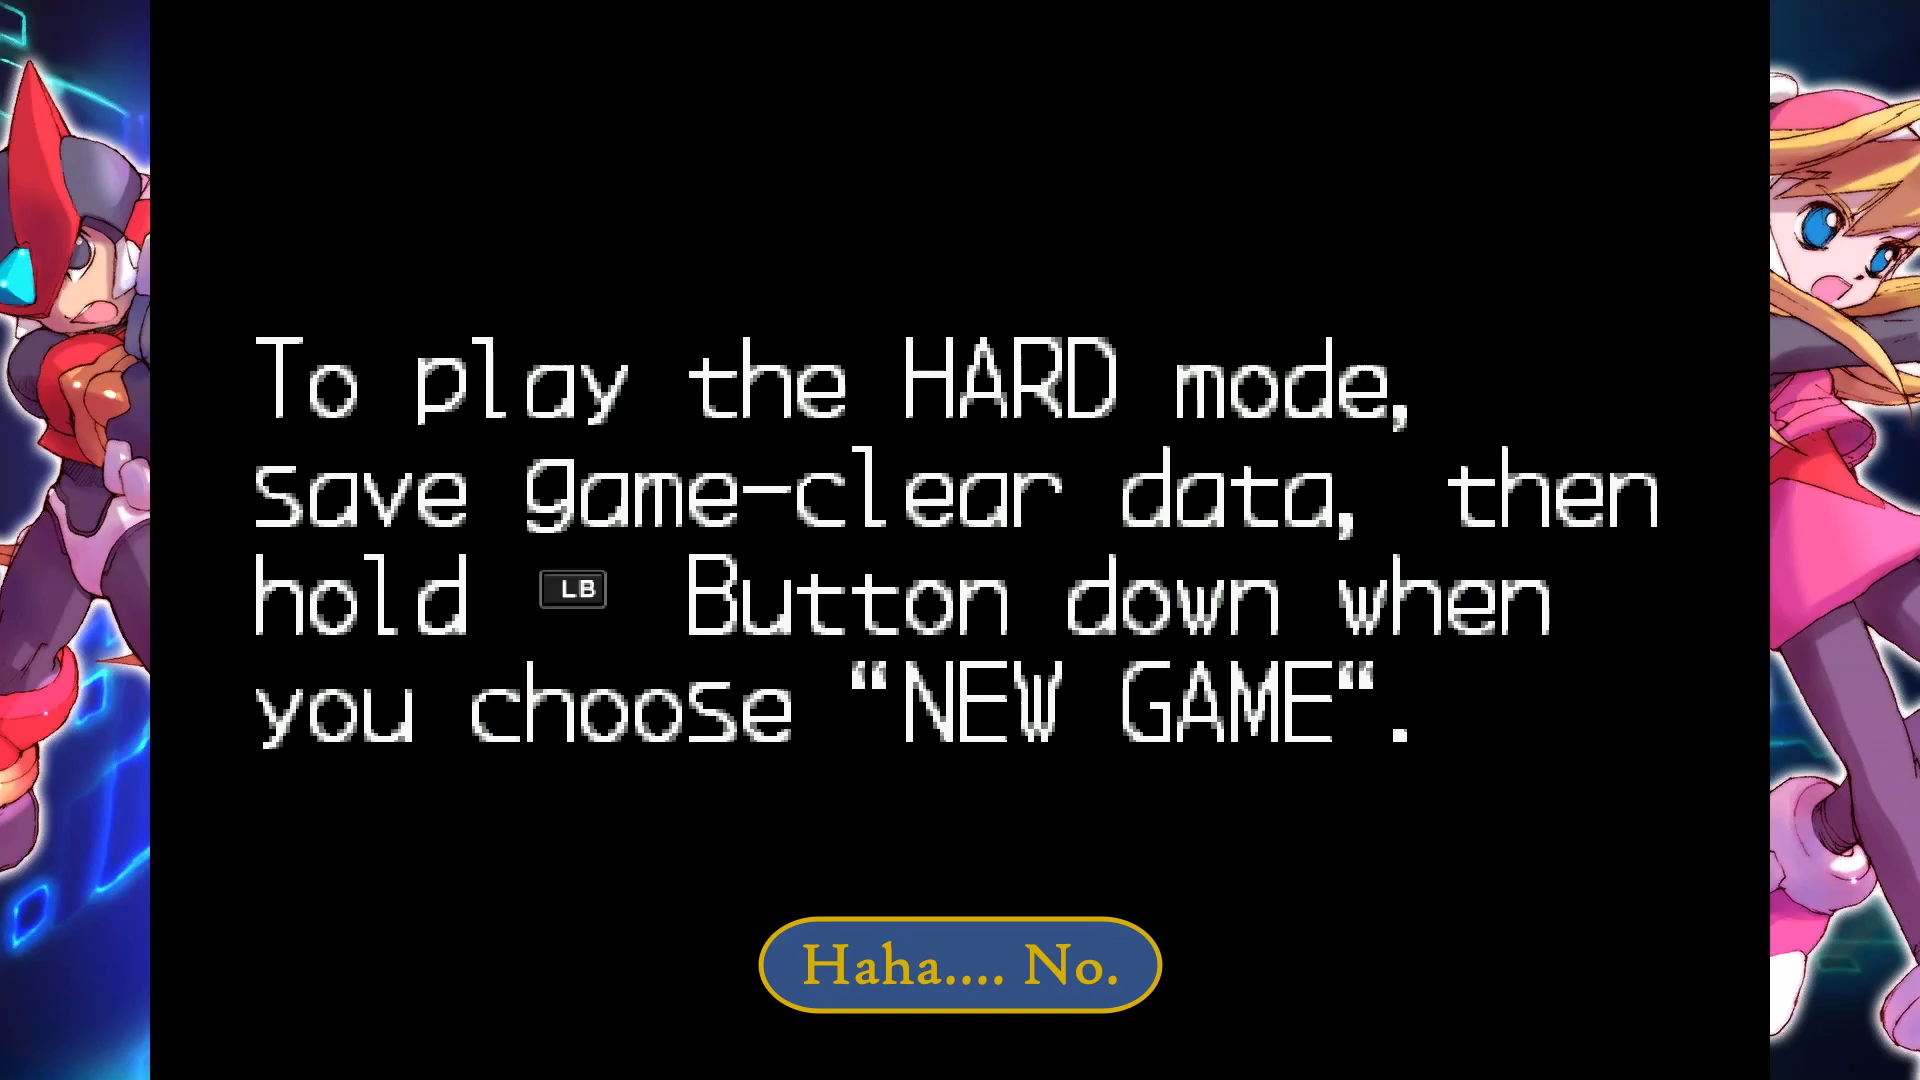 To play the HARD mode,
save game-clear data, then
hold LB Button down when
you choose “NEW GAME“.
Haha.... No.